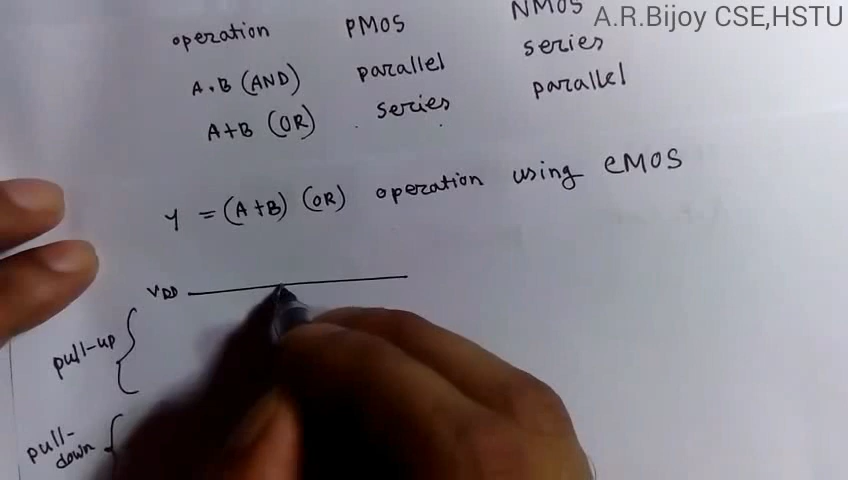 A.R.Bijoy CSE,HSTU
operation PMOS NMOS
A.B (AND) parallel series
A+B (OR) series parallel
Y = (A+B) (OR) operation using CMOS
VDD
pull-up
pull-
down